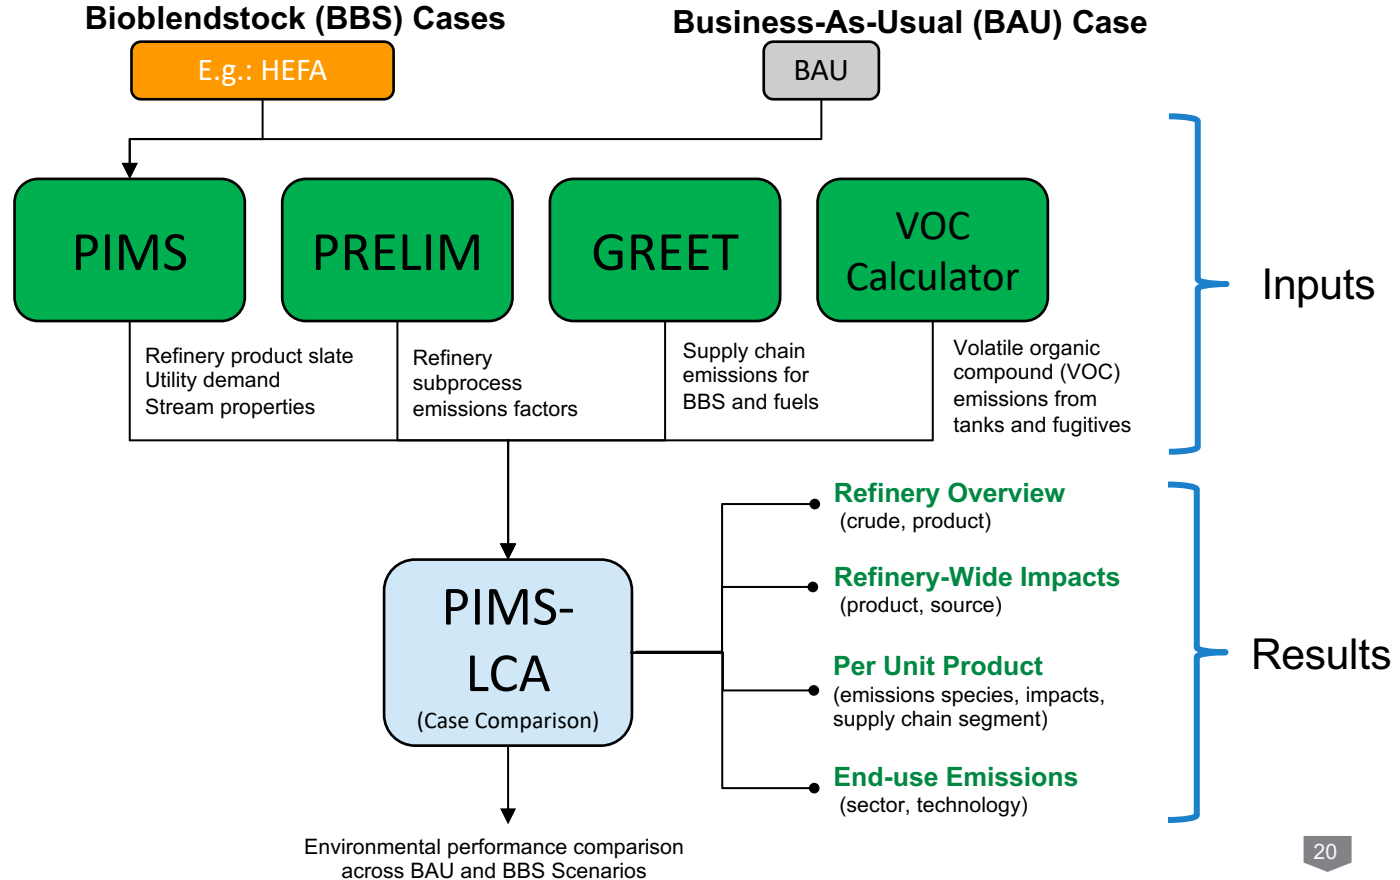 Bioblendstock (BBS) Cases
Business-As-Usual (BAU) Case
E.g.: HEFA
BAU
PIMS
PRELIM
GREET
VOC
Calculator
Inputs
Refinery product slate
Utility demand
Stream properties
Refinery
subprocess
emissions factors
Supply chain
emissions for
BBS and fuels
Volatile organic
compound (VOC)
emissions from
tanks and fugitives
PIMS-
LCA
(Case Comparison)
Refinery Overview
(crude, product)
Refinery-Wide Impacts
(product, source)
Per Unit Product
(emissions species, impacts,
supply chain segment)
End-use Emissions
(sector, technology)
Results
Environmental performance comparison
across BAU and BBS Scenarios
20